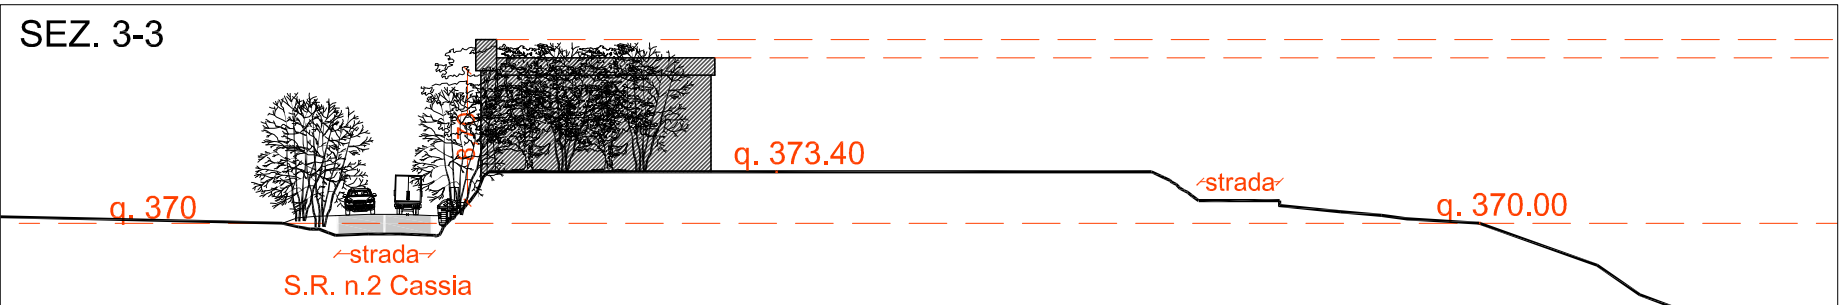 SEZ. 3-3
q. 373.40
strada
q. 370
q. 370.00
strada
S.R. n.2 Cassia